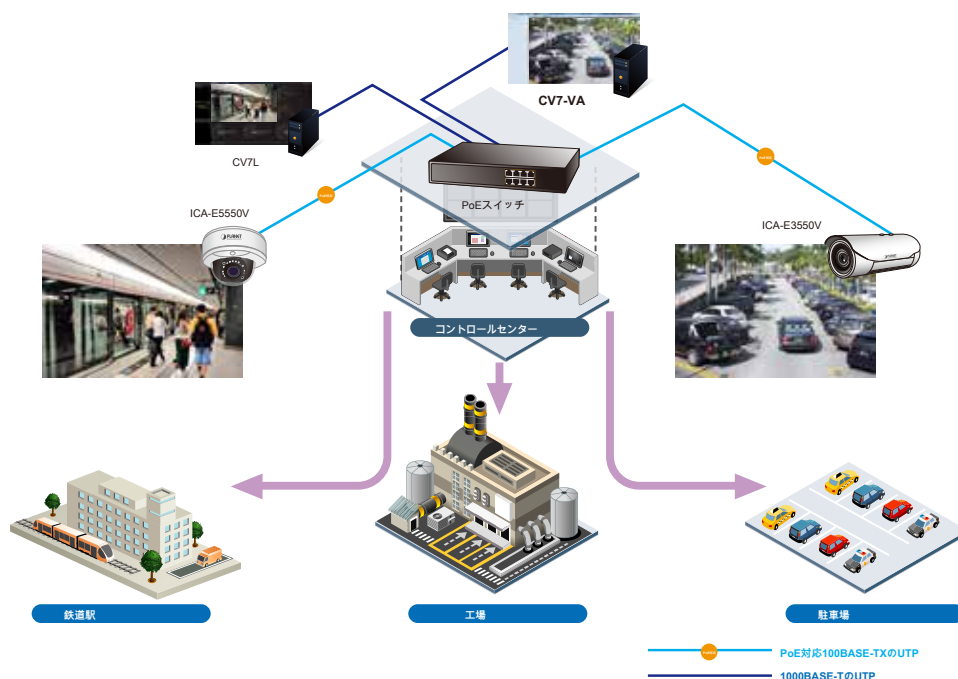 CV7-VA
CV7L
PoEスイッチ
ICA-E5550V
PLANET
ICA-E3550V
コントロールセンター
鉄道駅
工場
駐車場
PoE対応100BASE-TXのUTP
1000BASE-TのUTP